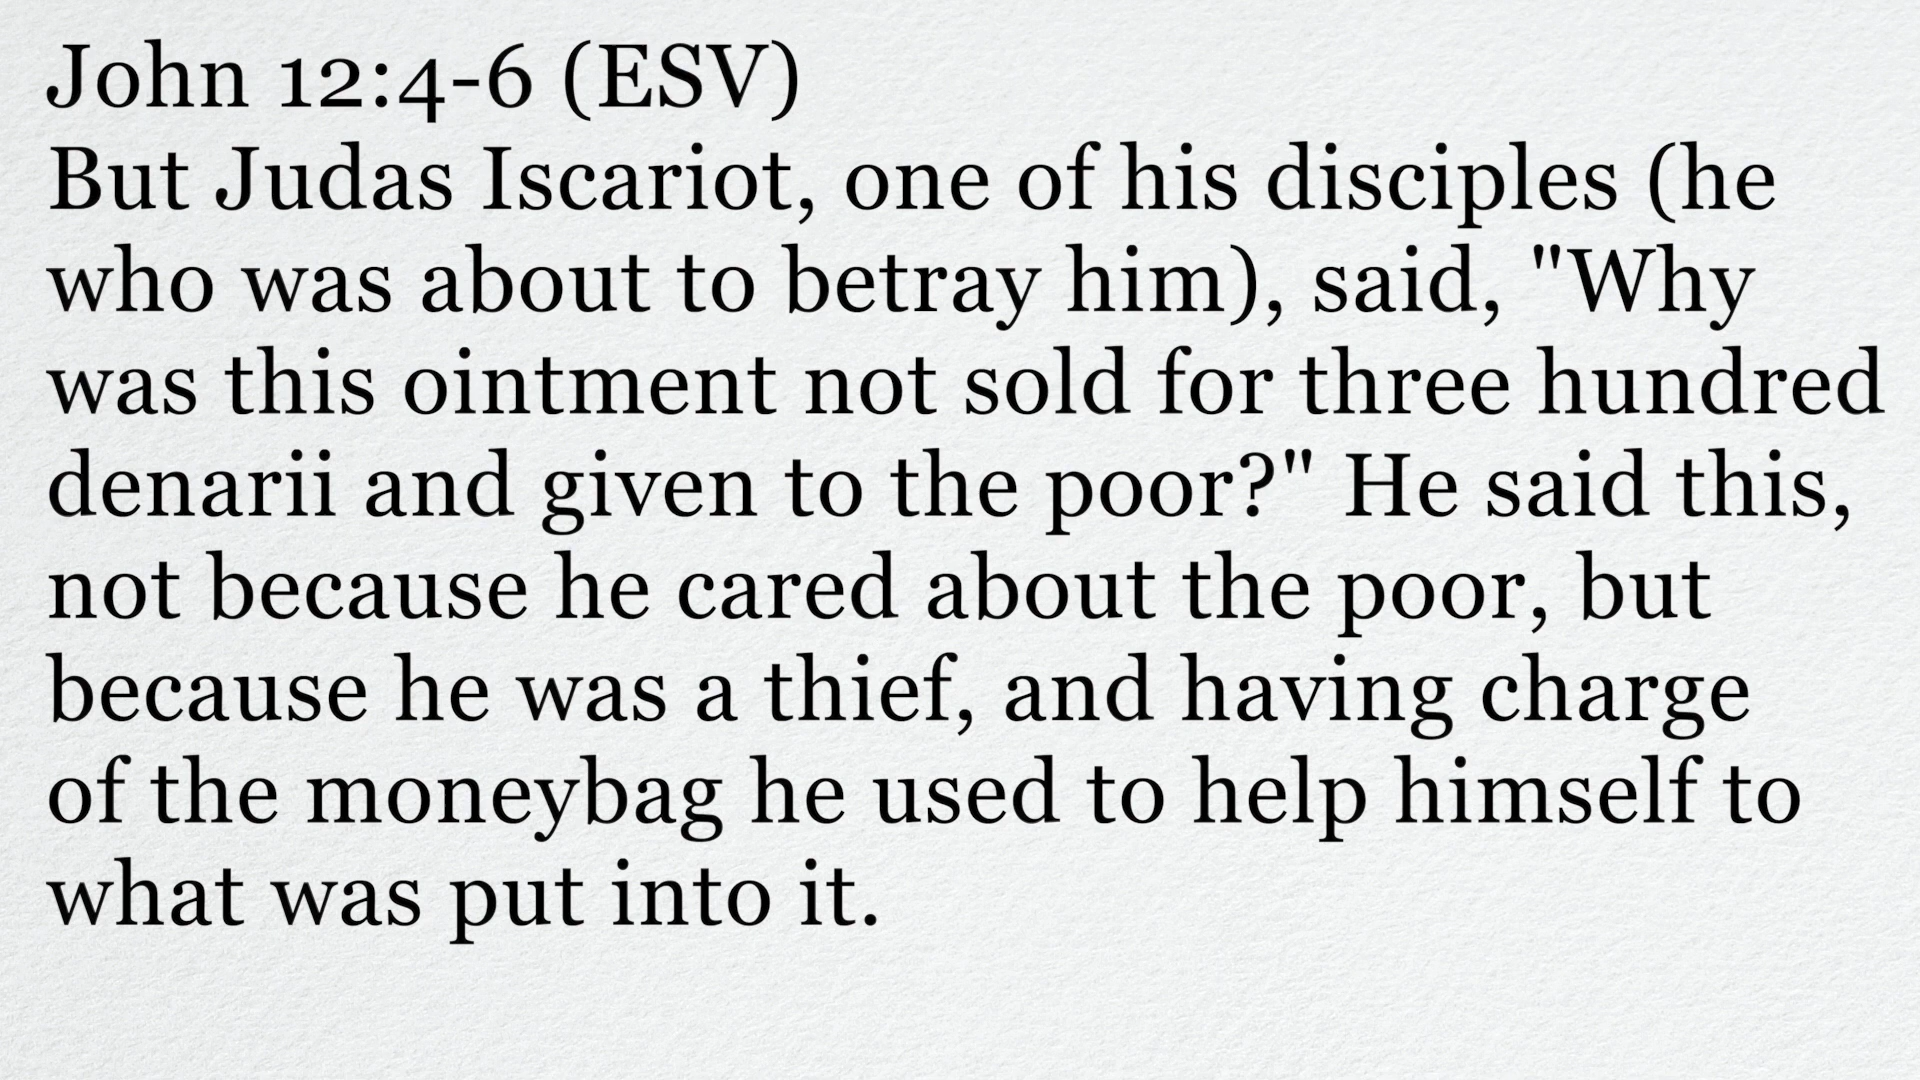 John 12:4-6 (ESV)
But Judas Iscariot, one of his disciples (he
who was about to betray him), said, "Why
was this ointment not sold for three hundred
denarii and given to the poor?" He said this,
not because he cared about the poor, but
because he was a thief, and having charge
of the moneybag he used to help himself to
what was put into it.